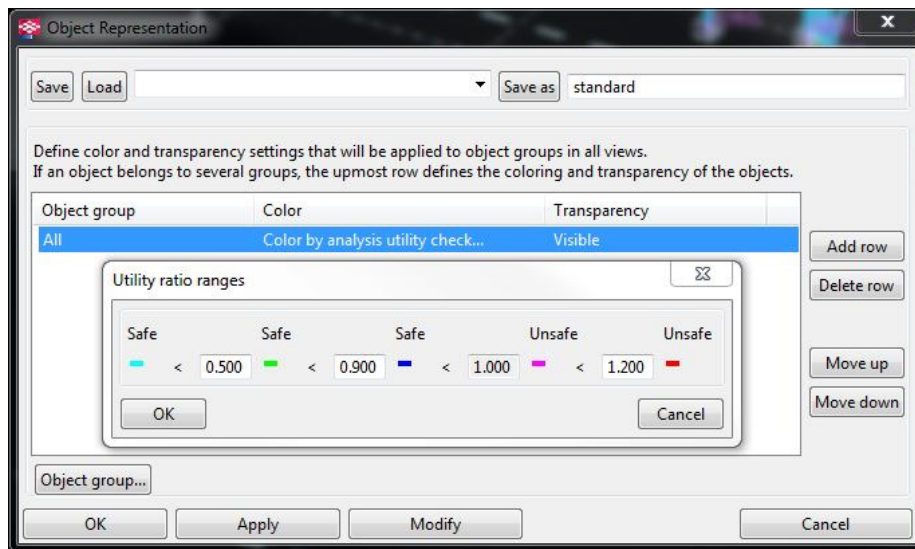 Object Representation
x
Save Load Save as standard
Define color and transparency settings that will be applied to object groups in all views.
If an object belongs to several groups, the upmost row defines the coloring and transparency of the objects.
Object group Color Transparency
All Color by analysis utility check... Visible
Add row
Delete row
Move up
Move down
Utility ratio ranges
Safe Safe Safe Unsafe Unsafe
< 0.500 < 0.900 < 1.000 < 1.200
OK Cancel
Object group...
OK Apply Modify Cancel